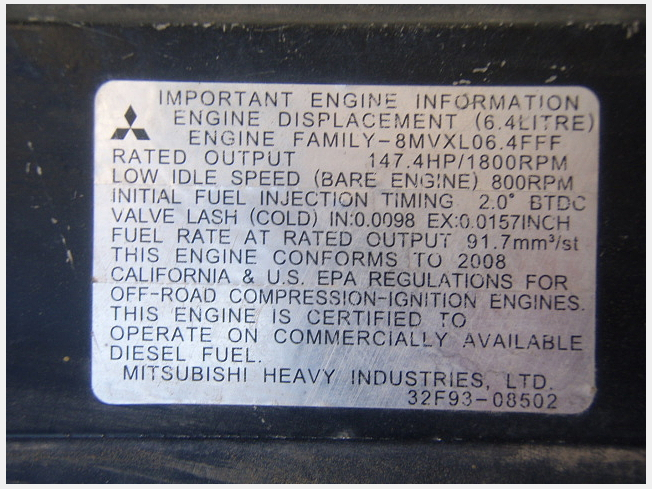 IMPORTANT ENGINE INFORMATION
ENGINE DISPLACEMENT (6.4LITRE)
ENGINE FAMILY-8MVXL06.4FFF
RATED OUTPUT 147.4HP/1800RPM
LOW IDLE SPEED (BARE ENGINE) 800RPM
INITIAL FUEL INJECTION TIMING 2.0° BTDC
VALVE LASH (COLD) IN:0.0098 EX:0.0157INCH
FUEL RATE AT RATED OUTPUT 91.7mm³/st
THIS ENGINE CONFORMS TO 2008
CALIFORNIA & U.S. EPA REGULATIONS FOR
OFF-ROAD COMPRESSION-IGNITION ENGINES.
THIS ENGINE IS CERTIFIED TO
OPERATE ON COMMERCIALLY AVAILABLE
DIESEL FUEL.
MITSUBISHI HEAVY INDUSTRIES, LTD.
32F93-08502